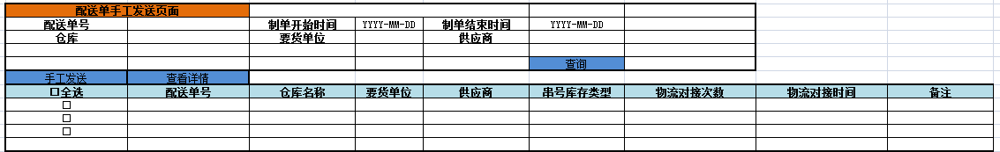 配送单手工发送页面
配送单号 制单开始时间 YYYY-MM-DD 制单结束时间 YYYY-MM-DD
仓库 要货单位 供应商
查询
手工发送 查看详情
口全选 配送单号 仓库名称 要货单位 供应商 串号库存类型 物流对接次数 物流对接时间 备注